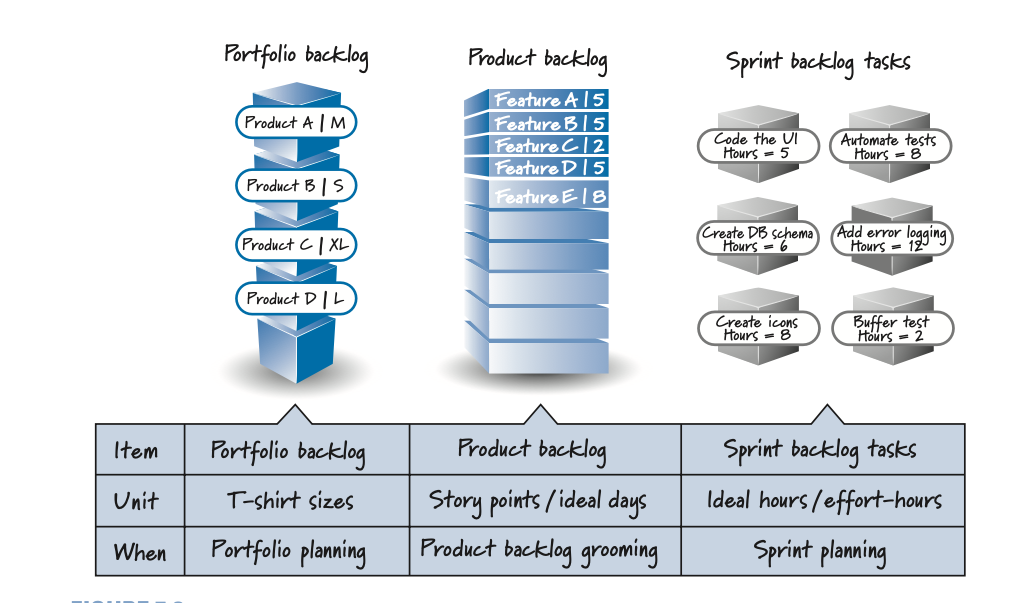 Portfolio backlog
Product A | M
Product B | S
Product C | XL
Product D | L
Product backlog
Feature A | 5
Feature B | 5
Feature C | 2
Feature D | 5
Feature E | 8
Sprint backlog tasks
Code the UI
Hours = 5
Automate tests
Hours = 8
Create DB schema
Hours = 6
Add error logging
Hours = 12
Create icons
Hours = 8
Buffer test
Hours = 2
Item Portfolio backlog Product backlog Sprint backlog tasks
Unit T-shirt sizes Story points/ideal days Ideal hours/effort-hours
When Portfolio planning Product backlog grooming Sprint planning